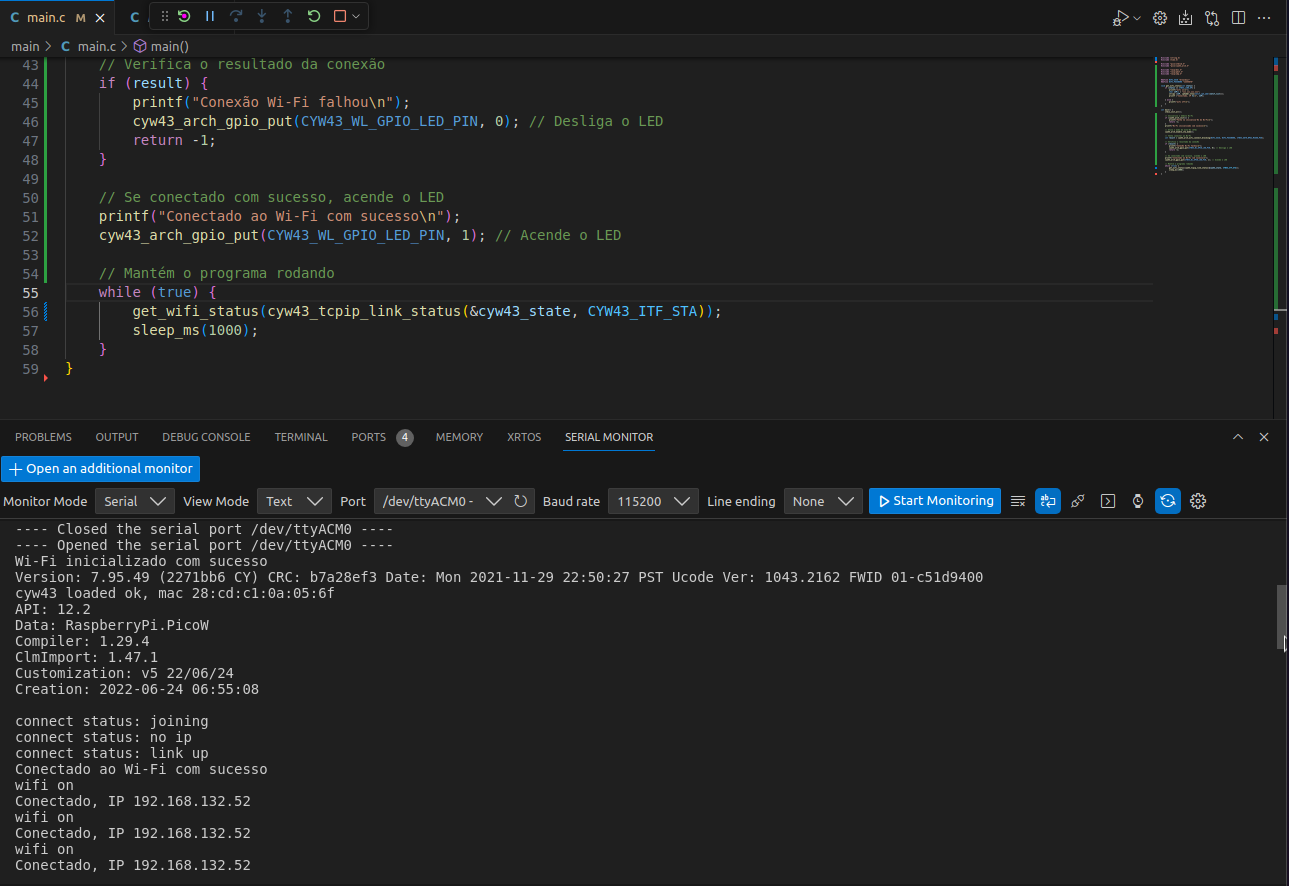 C main.c M C
main > C main.c > main()
43 // Verifica o resultado da conexão
44 if (result) {
45 printf("Conexão Wi-Fi falhou\n");
46 cyw43_arch_gpio_put(CYW43_WL_GPIO_LED_PIN, 0); // Desliga o LED
47 return -1;
48 }
49
50 // Se conectado com sucesso, acende o LED
51 printf("Conectado ao Wi-Fi com sucesso\n");
52 cyw43_arch_gpio_put(CYW43_WL_GPIO_LED_PIN, 1); // Acende o LED
53
54 // Mantém o programa rodando
55 while (true) {
56 get_wifi_status(cyw43_tcpip_link_status(&cyw43_state, CYW43_ITF_STA));
57 sleep_ms(1000);
58 }
59 }
PROBLEMS OUTPUT DEBUG CONSOLE TERMINAL PORTS 4 MEMORY XRTOS SERIAL MONITOR
Open an additional monitor
Monitor Mode Serial View Mode Text Port /dev/ttyACM0 - Baud rate 115200 Line ending None Start Monitoring
---- Closed the serial port /dev/ttyACM0 ----
---- Opened the serial port /dev/ttyACM0 ----
Wi-Fi inicializado com sucesso
Version: 7.95.49 (2271bb6 CY) CRC: b7a28ef3 Date: Mon 2021-11-29 22:50:27 PST Ucode Ver: 1043.2162 FWID 01-c51d9400
cyw43 loaded ok, mac 28:cd:c1:0a:05:6f
API: 12.2
Data: RaspberryPi.PicoW
Compiler: 1.29.4
ClmImport: 1.47.1
Customization: v5 22/06/24
Creation: 2022-06-24 06:55:08
connect status: joining
connect status: no ip
connect status: link up
Conectado ao Wi-Fi com sucesso
wifi on
Conectado, IP 192.168.132.52
wifi on
Conectado, IP 192.168.132.52
wifi on
Conectado, IP 192.168.132.52